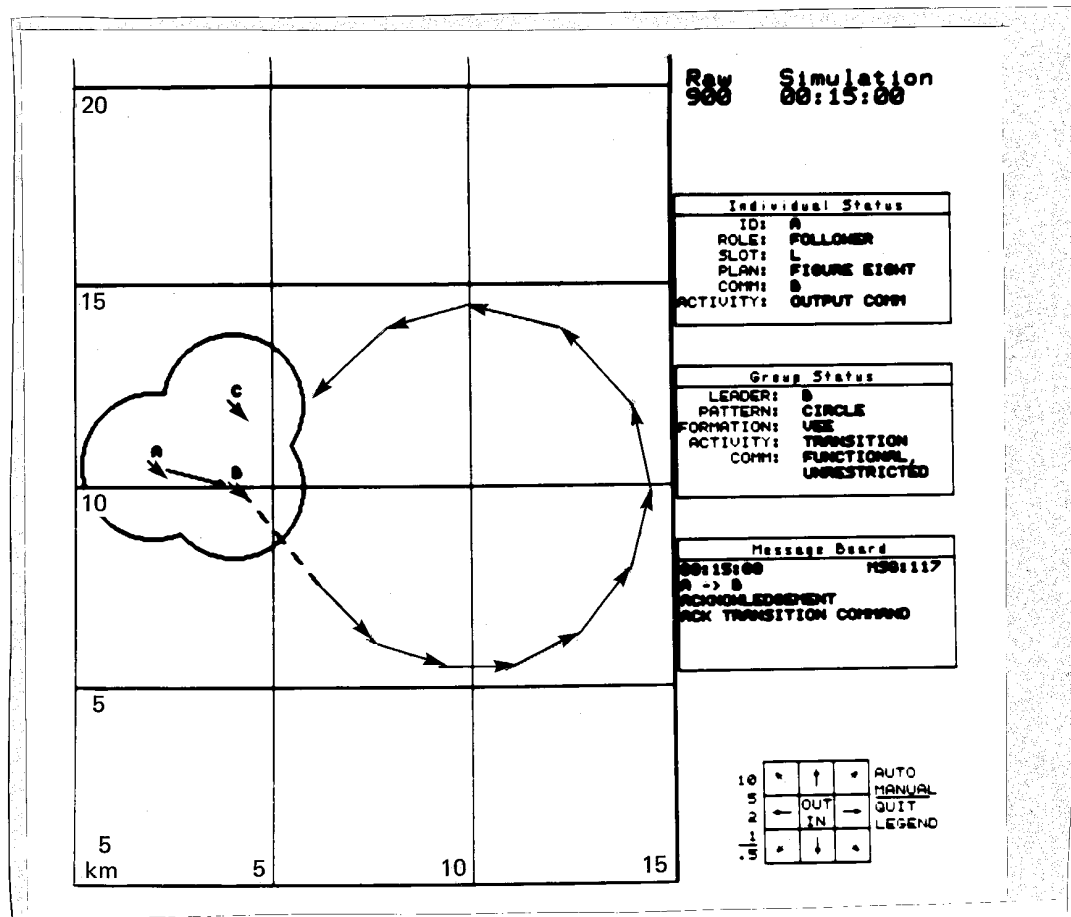 Raw Simulation
900 00:15:00
20
15
10
5
5
km
5
10
15
A
B
C
Individual Status
ID: A
ROLE: FOLLOWER
SLOT: L
PLAN: FIGURE EIGHT
COMM: B
ACTIVITY: OUTPUT COMM
Group Status
LEADER: B
PATTERN: CIRCLE
FORMATION: VEE
ACTIVITY: TRANSITION
COMM: FUNCTIONAL,
UNRESTRICTED
Message Board
00:15:00 MSG:117
A -> B
ACKNOWLEDGEMENT
ACK TRANSITION COMMAND
10
5
2
1
.5
OUT
IN
AUTO
MANUAL
QUIT
LEGEND